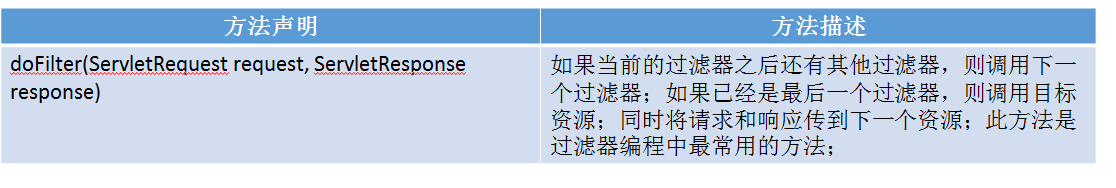 方法声明
方法描述
doFilter(ServletRequest request, ServletResponse
response)
如果当前的过滤器之后还有其他过滤器，则调用下一
个过滤器；如果已经是最后一个过滤器，则调用目标
资源；同时将请求和响应传到下一个资源；此方法是
过滤器编程中最常用的方法；